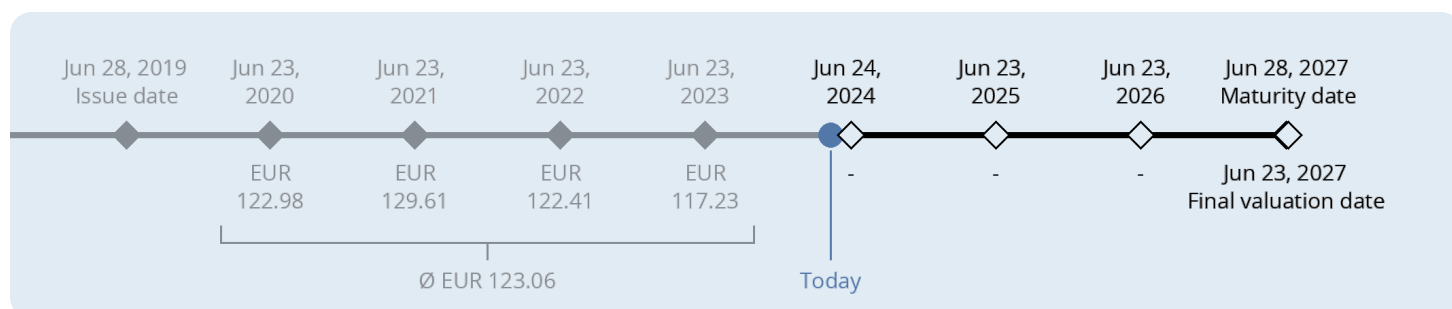 Jun 28, 2019
Issue date
Jun 23,
2020
Jun 23,
2021
Jun 23,
2022
Jun 23,
2023
Jun 24,
2024
Jun 23,
2025
Jun 23,
2026
Jun 28, 2027
Maturity date
EUR
122.98
EUR
129.61
EUR
122.41
EUR
117.23
-
-
-
Jun 23, 2027
Final valuation date
Ø EUR 123.06
Today